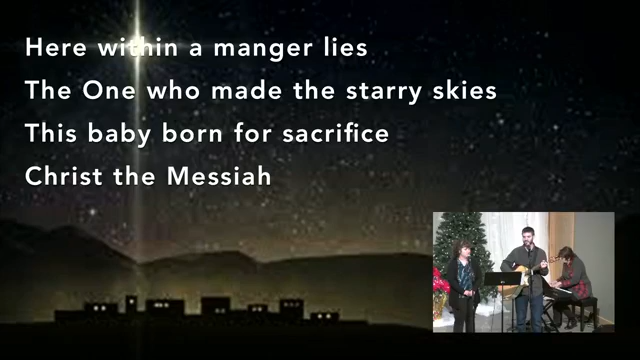 Here within a manger lies
The One who made the starry skies
This baby born for sacrifice
Christ the Messiah